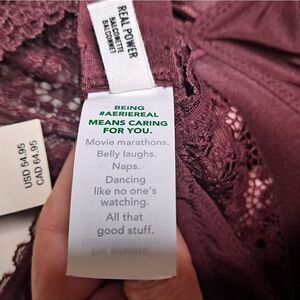 REAL POWER
BALCONETTE
BALCONNET
BEING
#AERIEREAL
MEANS CARING
FOR YOU.
Movie marathons.
Belly laughs.
Naps.
Dancing
like no one's
watching.
All that
good stuff.
USD 54.95
CAD 64.95